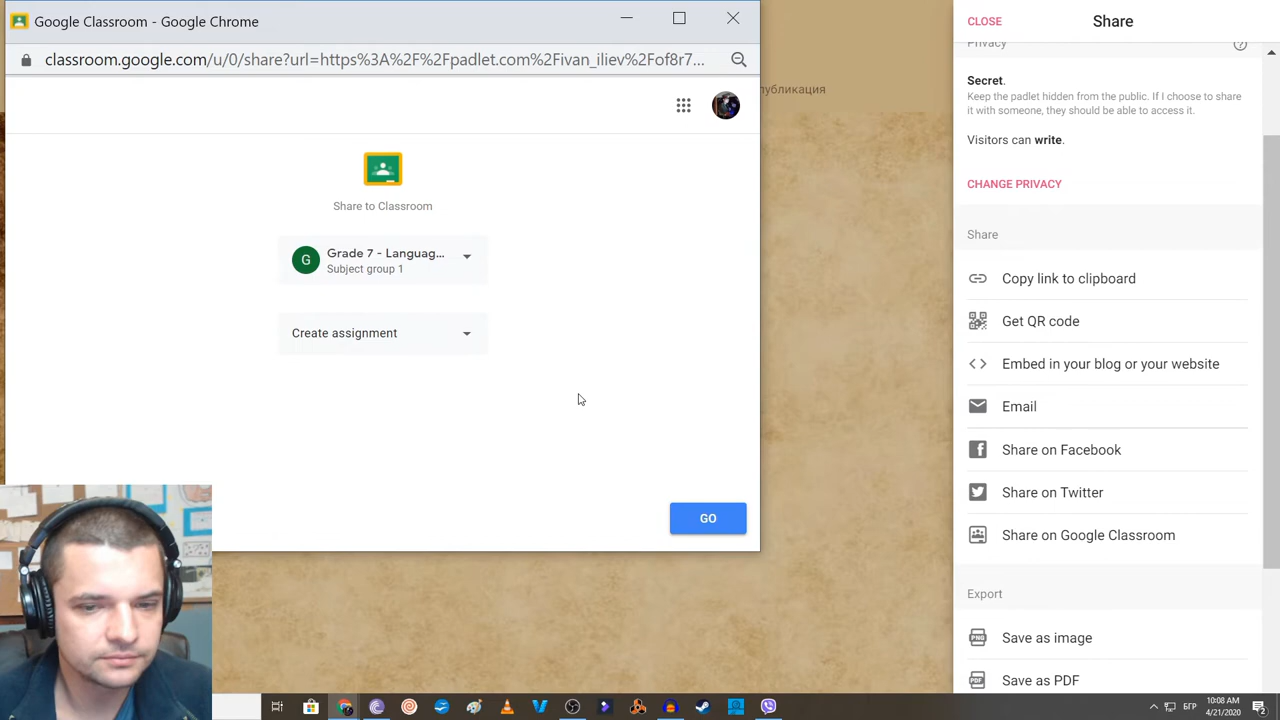 Google Classroom - Google Chrome
classroom.google.com/u/0/share?url=https%3A%2F%2Fpadlet.com%2Fivan_iliev%2Fof8r7...
Share to Classroom
G
Grade 7 - Languag...
Subject group 1
Create assignment
GO
публикация
CLOSE
Share
Privacy
?
Secret.
Keep the padlet hidden from the public. If I choose to share
it with someone, they should be able to access it.
Visitors can write.
CHANGE PRIVACY
Share
Copy link to clipboard
Get QR code
Embed in your blog or your website
Email
Share on Facebook
Share on Twitter
Share on Google Classroom
Export
PNG
Save as image
PDF
Save as PDF
БГР
10:08 AM
4/21/2020
2